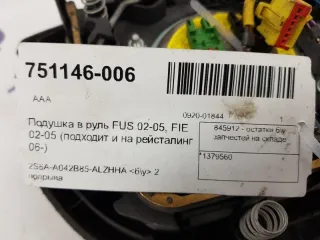 751146-006
AAA
0920-01844
Подушка в руль FUS 02-05, FIE
02-05 (подходит и на рейсталинг
06-)
2S6A-A042B85-ALZHHA <б\у> 2
845912 - остатки б\у
запчастей на складе
*1379560